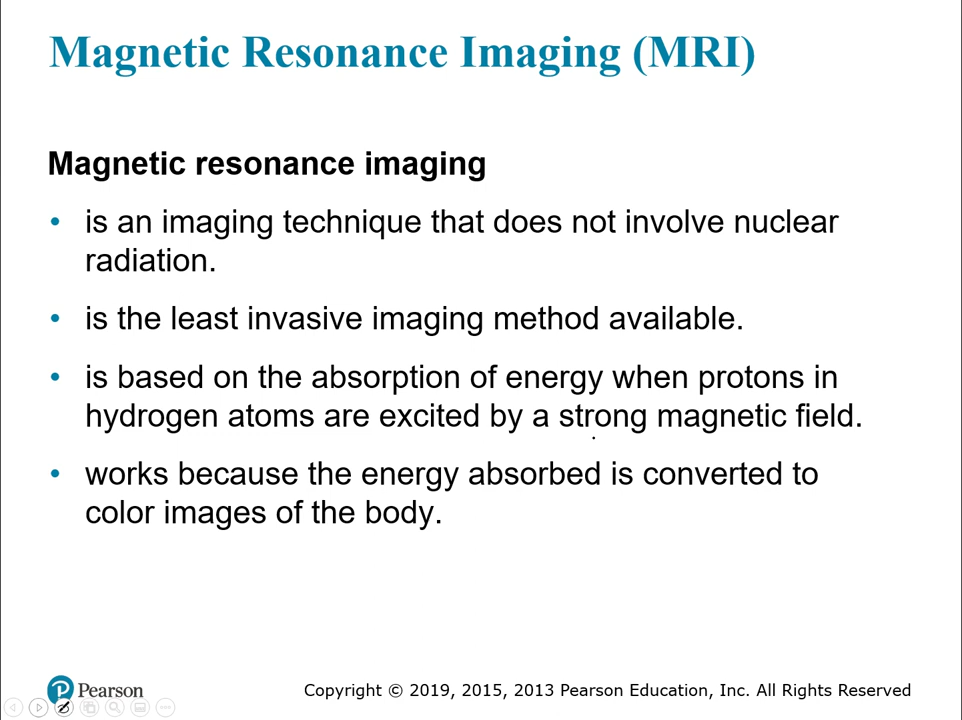 Magnetic Resonance Imaging (MRI)
Magnetic resonance imaging
• is an imaging technique that does not involve nuclear
radiation.
• is the least invasive imaging method available.
• is based on the absorption of energy when protons in
hydrogen atoms are excited by a strong magnetic field.
• works because the energy absorbed is converted to
color images of the body.
Pearson
Copyright © 2019, 2015, 2013 Pearson Education, Inc. All Rights Reserved